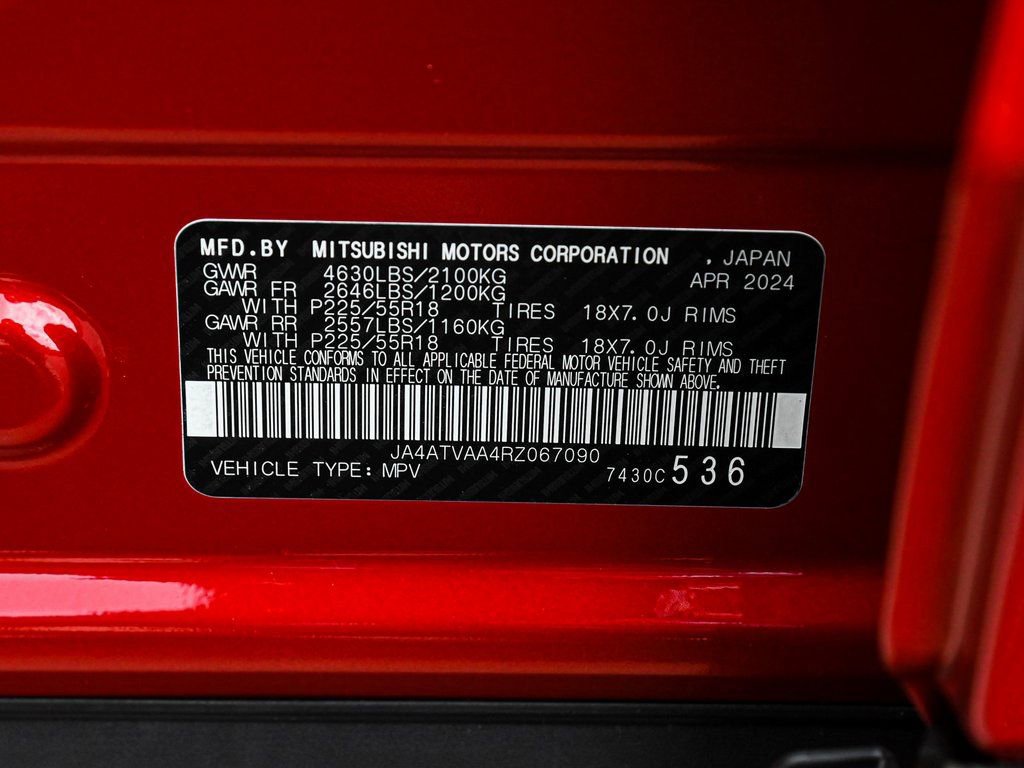 MFD.BY MITSUBISHI MOTORS CORPORATION , JAPAN
GVWR 4630LBS/2100KG APR 2024
GAWR FR 2646LBS/1200KG
WITH P225/55R18 TIRES 18X7.0J RIMS
GAWR RR 2557LBS/1160KG
WITH P225/55R18 TIRES 18X7.0J RIMS
THIS VEHICLE CONFORMS TO ALL APPLICABLE FEDERAL MOTOR VEHICLE SAFETY AND THEFT
PREVENTION STANDARDS IN EFFECT ON THE DATE OF MANUFACTURE SHOWN ABOVE.
JA4ATVAA4RZ067090
VEHICLE TYPE: MPV 7430C 536